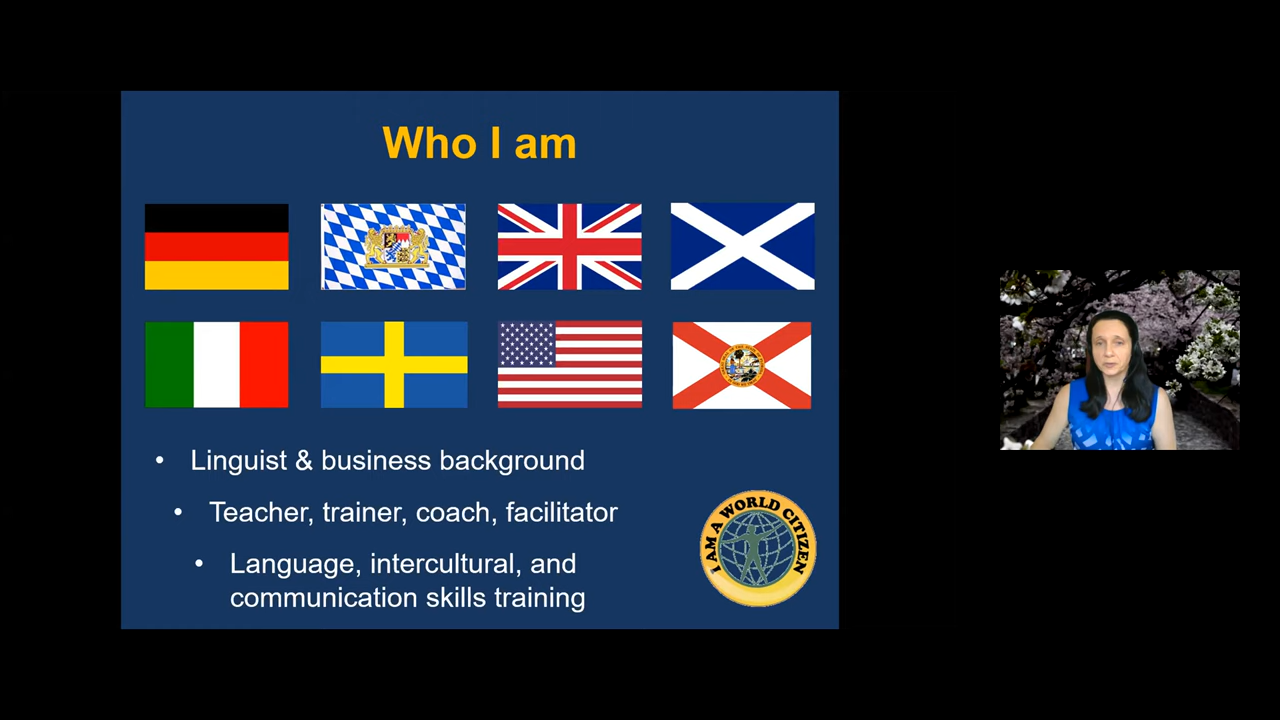 Who I am
• Linguist & business background
• Teacher, trainer, coach, facilitator
• Language, intercultural, and
communication skills training
I AM A WORLD CITIZEN